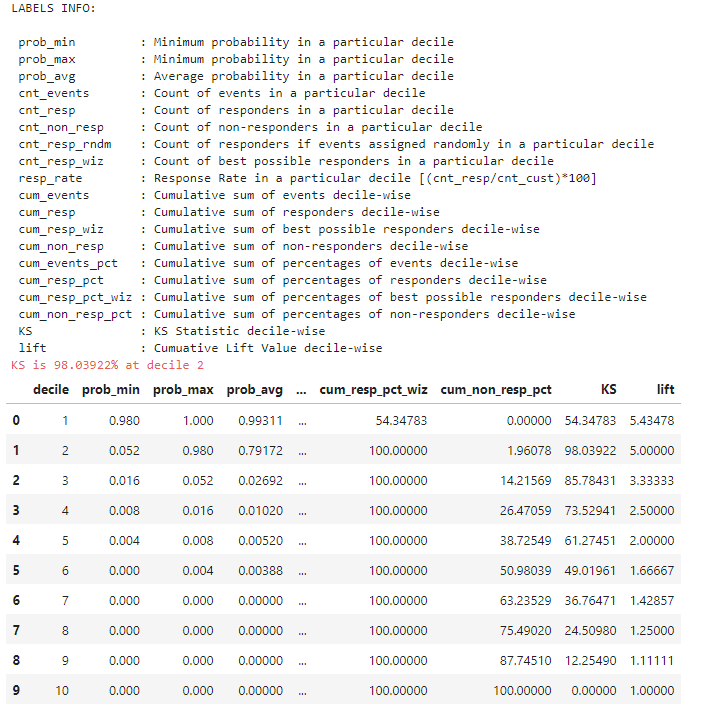 LABELS INFO:
prob_min : Minimum probability in a particular decile
prob_max : Minimum probability in a particular decile
prob_avg : Average probability in a particular decile
cnt_events : Count of events in a particular decile
cnt_resp : Count of responders in a particular decile
cnt_non_resp : Count of non-responders in a particular decile
cnt_resp_rndm : Count of responders if events assigned randomly in a particular decile
cnt_resp_wiz : Count of best possible responders in a particular decile
resp_rate : Response Rate in a particular decile [(cnt_resp/cnt_cust)*100]
cum_events : Cumulative sum of events decile-wise
cum_resp : Cumulative sum of responders decile-wise
cum_resp_wiz : Cumulative sum of best possible responders decile-wise
cum_non_resp : Cumulative sum of non-responders decile-wise
cum_events_pct : Cumulative sum of percentages of events decile-wise
cum_resp_pct : Cumulative sum of percentages of responders decile-wise
cum_resp_pct_wiz : Cumulative sum of percentages of best possible responders decile-wise
cum_non_resp_pct : Cumulative sum of percentages of non-responders decile-wise
KS : KS Statistic decile-wise
lift : Cumuative Lift Value decile-wise
KS is 98.03922% at decile 2
decile prob_min prob_max prob_avg ... cum_resp_pct_wiz cum_non_resp_pct KS lift
0 1 0.980 1.000 0.99311 ... 54.34783 0.00000 54.34783 5.43478
1 2 0.052 0.980 0.79172 ... 100.00000 1.96078 98.03922 5.00000
2 3 0.016 0.052 0.02692 ... 100.00000 14.21569 85.78431 3.33333
3 4 0.008 0.016 0.01020 ... 100.00000 26.47059 73.52941 2.50000
4 5 0.004 0.008 0.00520 ... 100.00000 38.72549 61.27451 2.00000
5 6 0.000 0.004 0.00388 ... 100.00000 50.98039 49.01961 1.66667
6 7 0.000 0.000 0.00000 ... 100.00000 63.23529 36.76471 1.42857
7 8 0.000 0.000 0.00000 ... 100.00000 75.49020 24.50980 1.25000
8 9 0.000 0.000 0.00000 ... 100.00000 87.74510 12.25490 1.11111
9 10 0.000 0.000 0.00000 ... 100.00000 100.00000 0.00000 1.00000